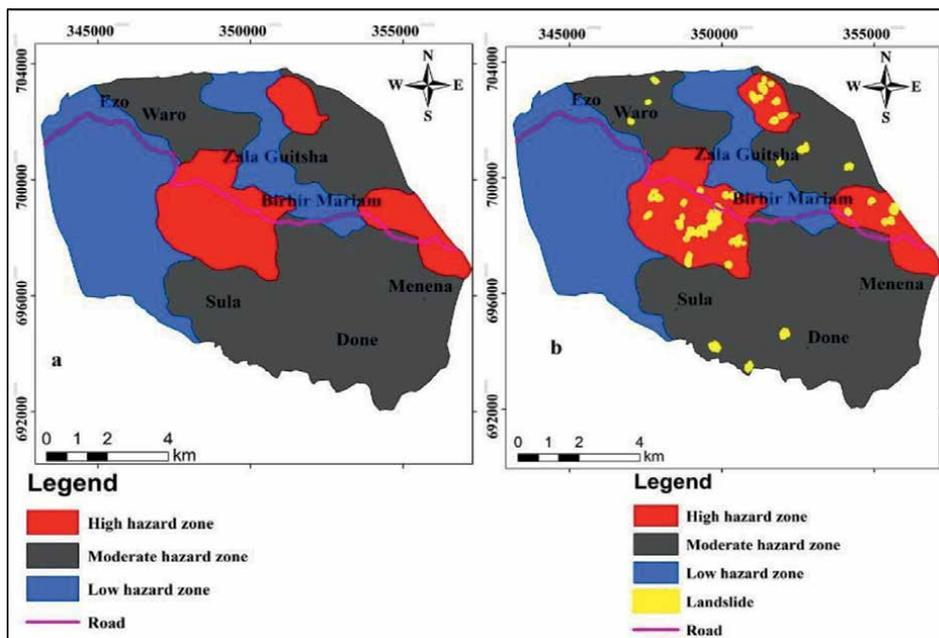 345000 350000 355000
704000
700000
696000
692000
N
W E
S
Ezo
Waro
Zala Guitsha
Birbir Mariam
Menena
Sula
Done
a
0 1 2 4
km
Legend
High hazard zone
Moderate hazard zone
Low hazard zone
Road
345000 350000 355000
704000
700000
696000
692000
N
W E
S
Ezo
Waro
Zala Guitsha
Birbir Mariam
Menena
Sula
Done
b
0 1 2 4
km
Legend
High hazard zone
Moderate hazard zone
Low hazard zone
Landslide
Road